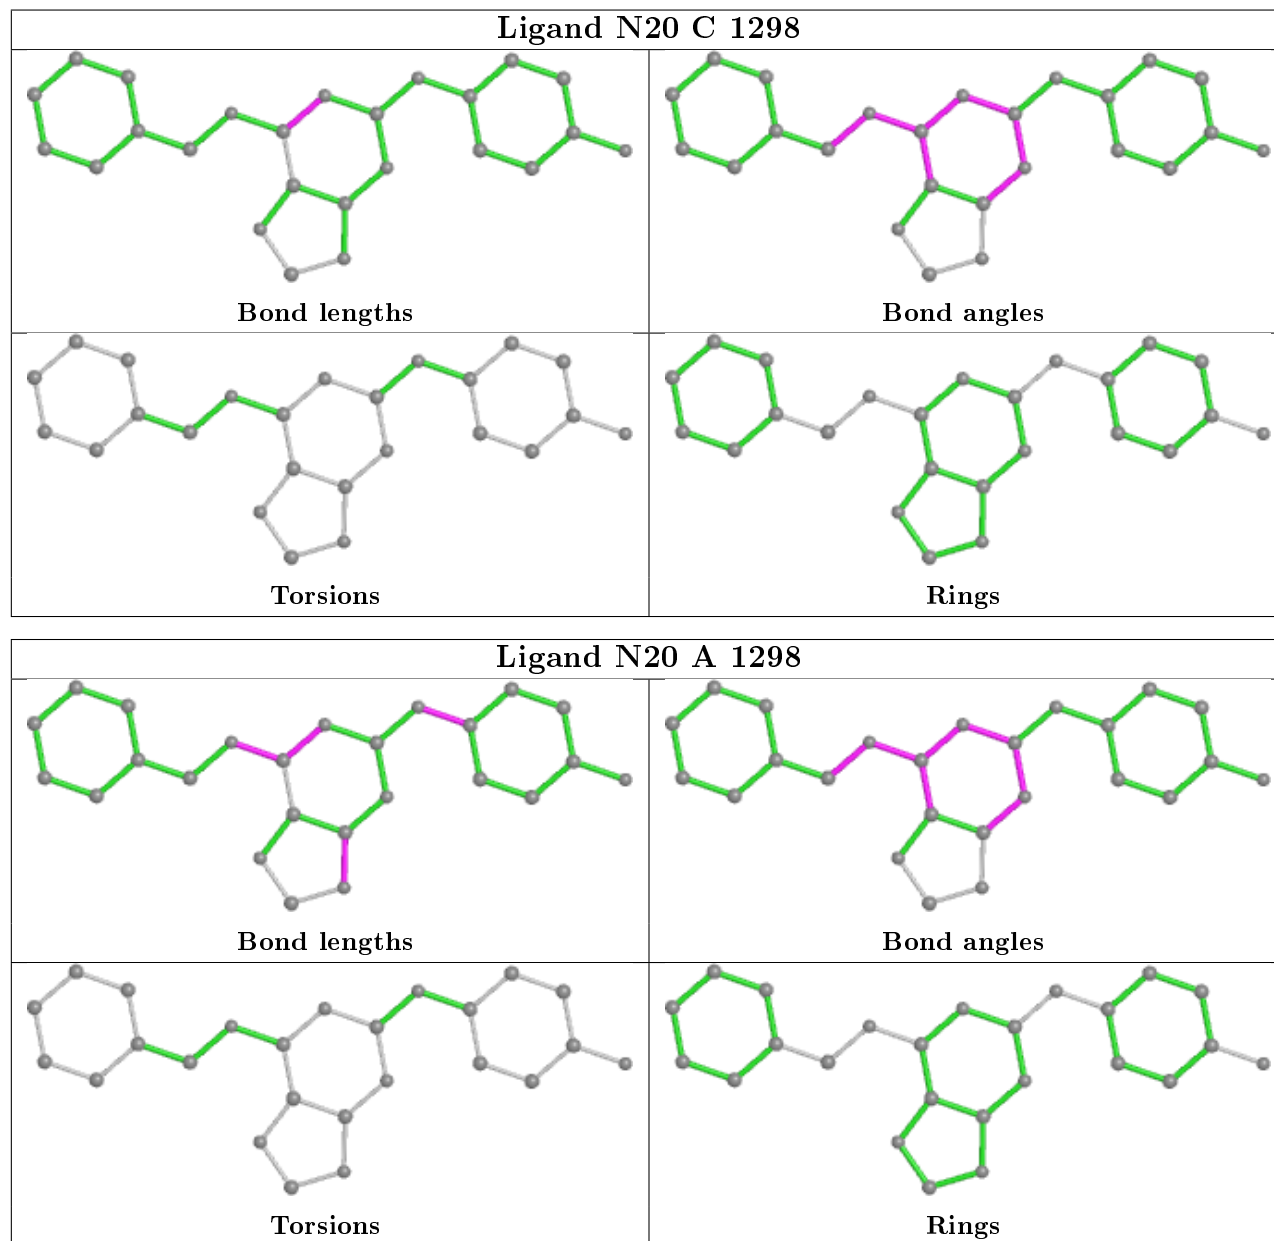 Ligand N20 C 1298
Bond lengths
Bond angles
Torsions
Rings
Ligand N20 A 1298
Bond lengths
Bond angles
Torsions
Rings